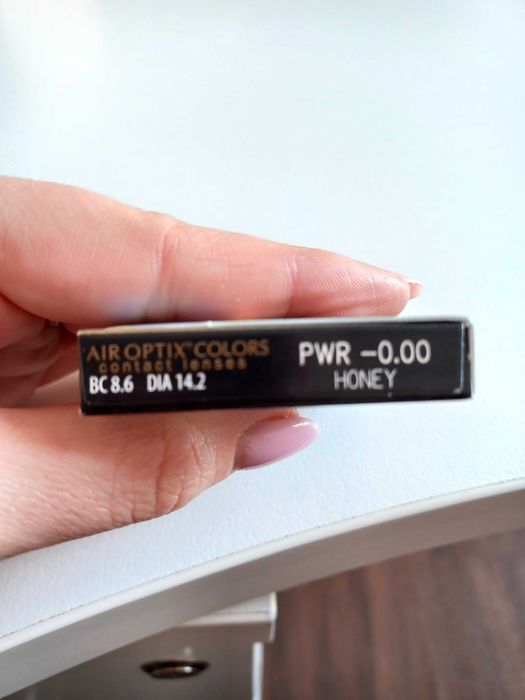 AIR OPTIX® COLORS
contact lenses
BC 8.6 DIA 14.2
PWR -0.00
HONEY